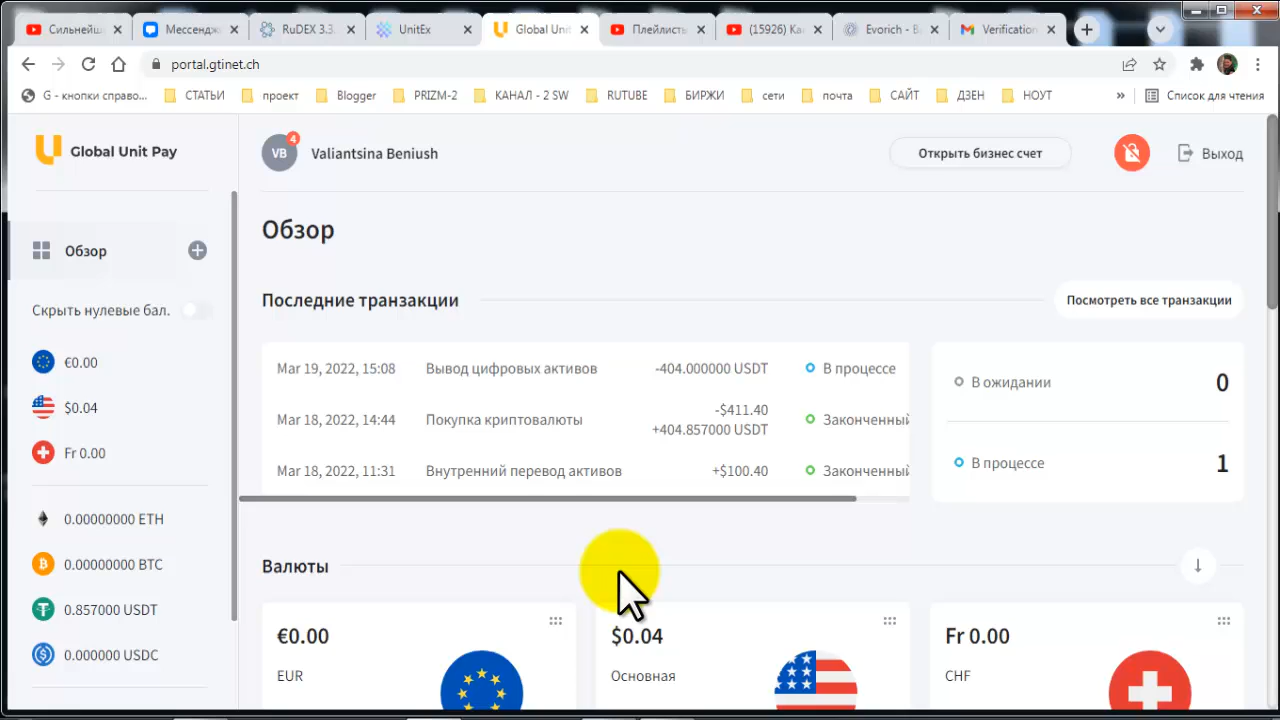 Сильнейш
Мессендж
RuDEX 3.3.
UnitEx
Global Unit
Плейлисть
(15926) Ка
Evorich - B
Verification
portal.gtinet.ch
G - кнопки справо...
СТАТЬИ
проект
Blogger
PRIZM-2
КАНАЛ - 2 SW
RUTUBE
БИРЖИ
сети
почта
САЙТ
ДЗЕН
НОУТ
»
Список для чтения
Global Unit Pay
VB
4
Valiantsina Beniush
Открыть бизнес счет
Выход
Обзор
Скрыть нулевые бал.
€0.00
$0.04
Fr 0.00
0.00000000 ETH
0.00000000 BTC
0.857000 USDT
0.000000 USDC
Обзор
Последние транзакции
Посмотреть все транзакции
Mar 19, 2022, 15:08 Вывод цифровых активов -404.000000 USDT В процессе
Mar 18, 2022, 14:44 Покупка криптовалюты -$411.40 +404.857000 USDT Законченный
Mar 18, 2022, 11:31 Внутренний перевод активов +$100.40 Законченный
В ожидании 0
В процессе 1
Валюты
€0.00
EUR
$0.04
Основная
Fr 0.00
CHF